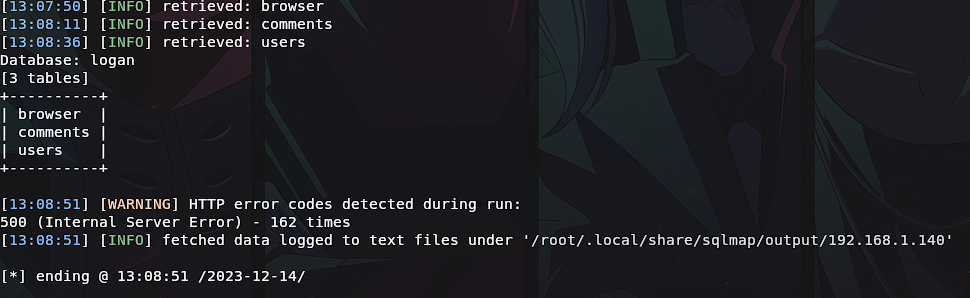 [13:07:50] [INFO] retrieved: browser
[13:08:11] [INFO] retrieved: comments
[13:08:36] [INFO] retrieved: users
Database: logan
[3 tables]
+----------+
| browser  |
| comments |
| users    |
+----------+
[13:08:51] [WARNING] HTTP error codes detected during run:
500 (Internal Server Error) - 162 times
[13:08:51] [INFO] fetched data logged to text files under '/root/.local/share/sqlmap/output/192.168.1.140'
[*] ending @ 13:08:51 /2023-12-14/